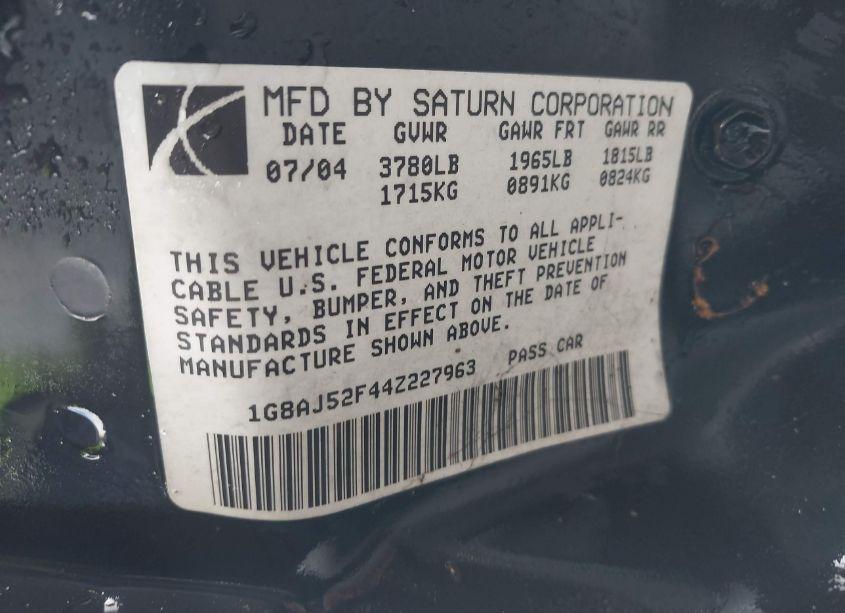 MFD BY SATURN CORPORATION
DATE GVWR GAWR FRT GAWR RR
07/04 3780LB 1965LB 1815LB
1715KG 0891KG 0824KG
THIS VEHICLE CONFORMS TO ALL APPLI-
CABLE U.S. FEDERAL MOTOR VEHICLE
SAFETY, BUMPER, AND THEFT PREVENTION
STANDARDS IN EFFECT ON THE DATE OF
MANUFACTURE SHOWN ABOVE.
1G8AJ52F44Z227963 PASS CAR